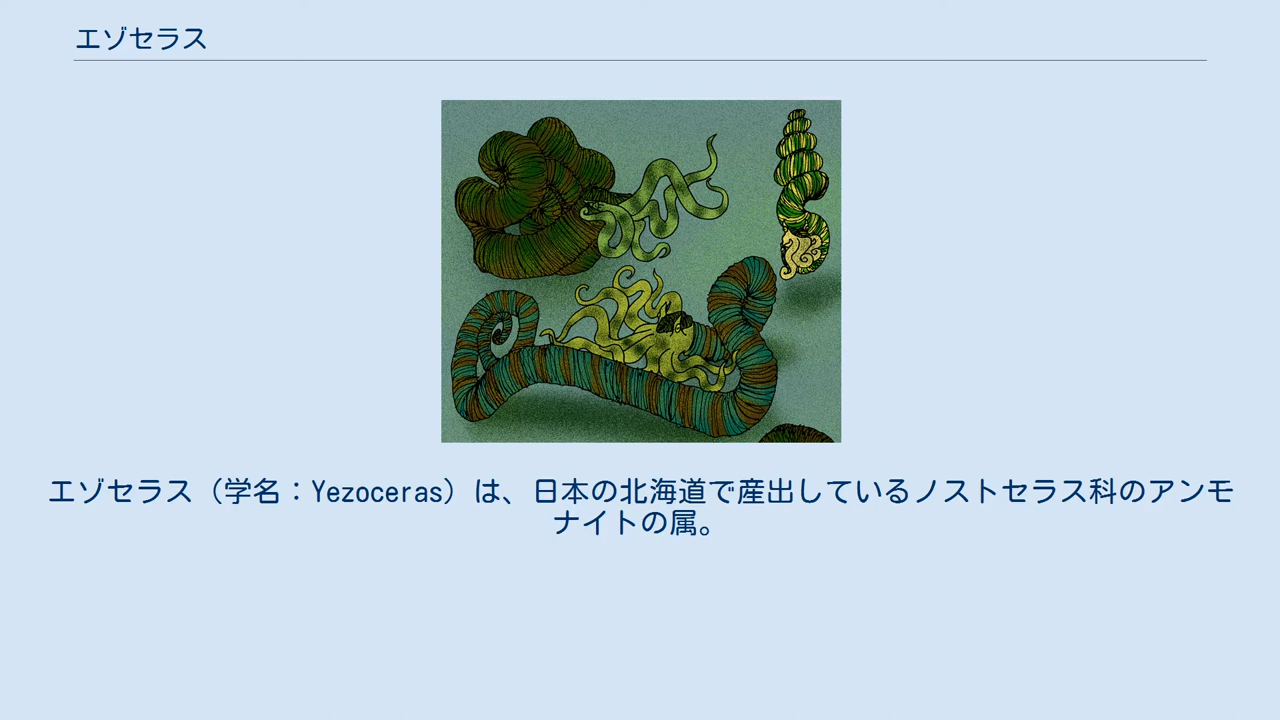 エゾセラス
エゾセラス（学名：Yezoceras）は、日本の北海道で産出しているノストセラス科のアンモ
ナイトの属。